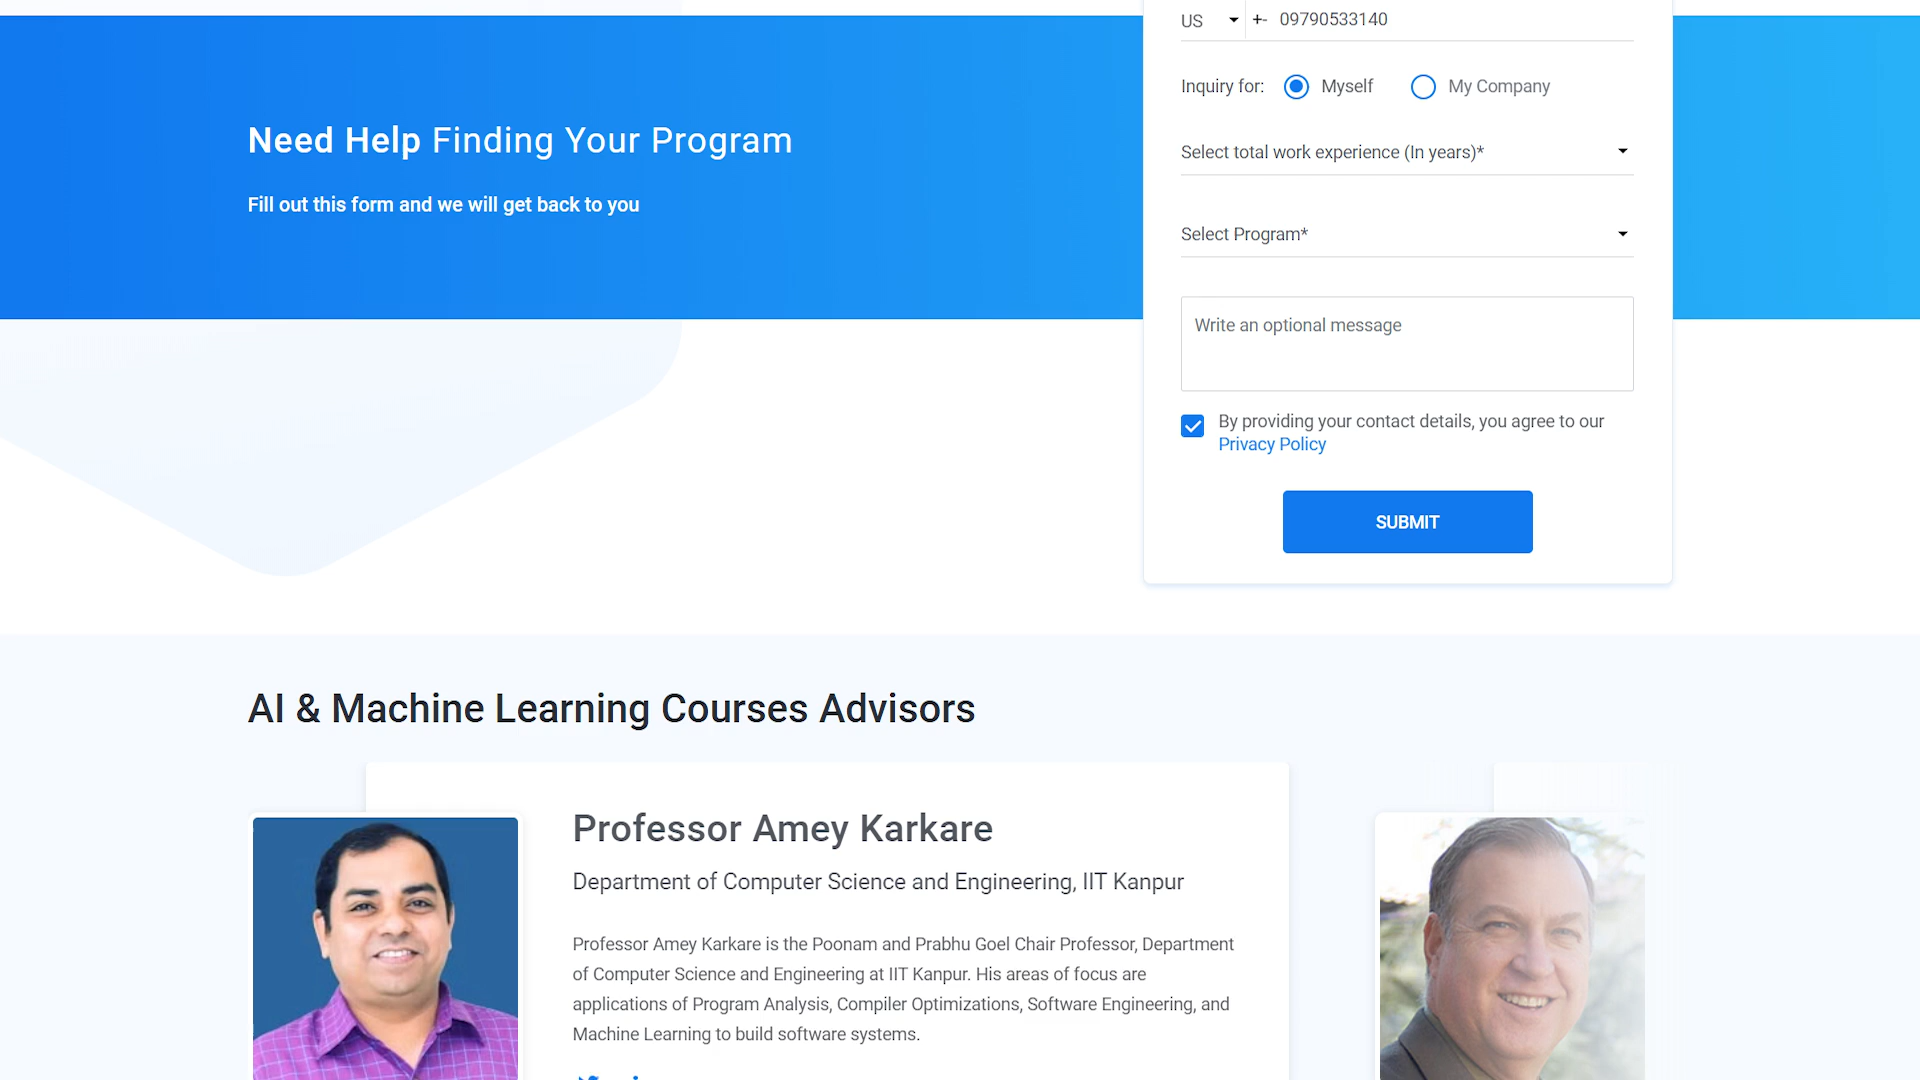 US +- 09790533140
Inquiry for: Myself My Company
Need Help Finding Your Program
Select total work experience (In years)*
Fill out this form and we will get back to you
Select Program*
Write an optional message
By providing your contact details, you agree to our
Privacy Policy
SUBMIT
AI & Machine Learning Courses Advisors
Professor Amey Karkare
Department of Computer Science and Engineering, IIT Kanpur
Professor Amey Karkare is the Poonam and Prabhu Goel Chair Professor, Department
of Computer Science and Engineering at IIT Kanpur. His areas of focus are
applications of Program Analysis, Compiler Optimizations, Software Engineering, and
Machine Learning to build software systems.